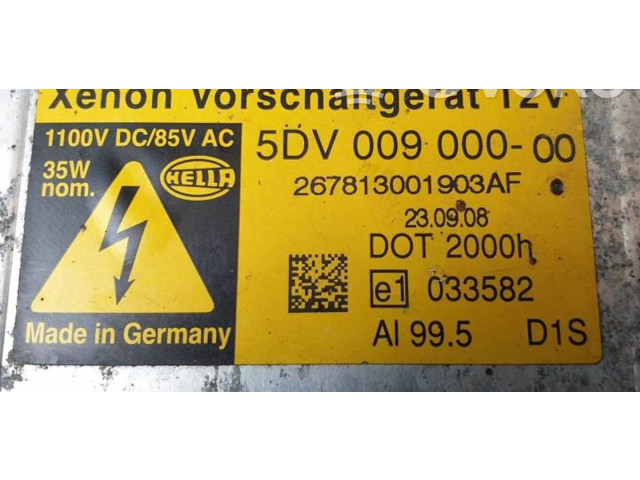 Xenon Vorschaltgerät 12V
1100V DC/85V AC
35W
nom.
HELLA
5DV 009 000- 00
267813001903AF
23.09.08
DOT 2000h
e1 033582
Al 99.5 D1S
Made in Germany